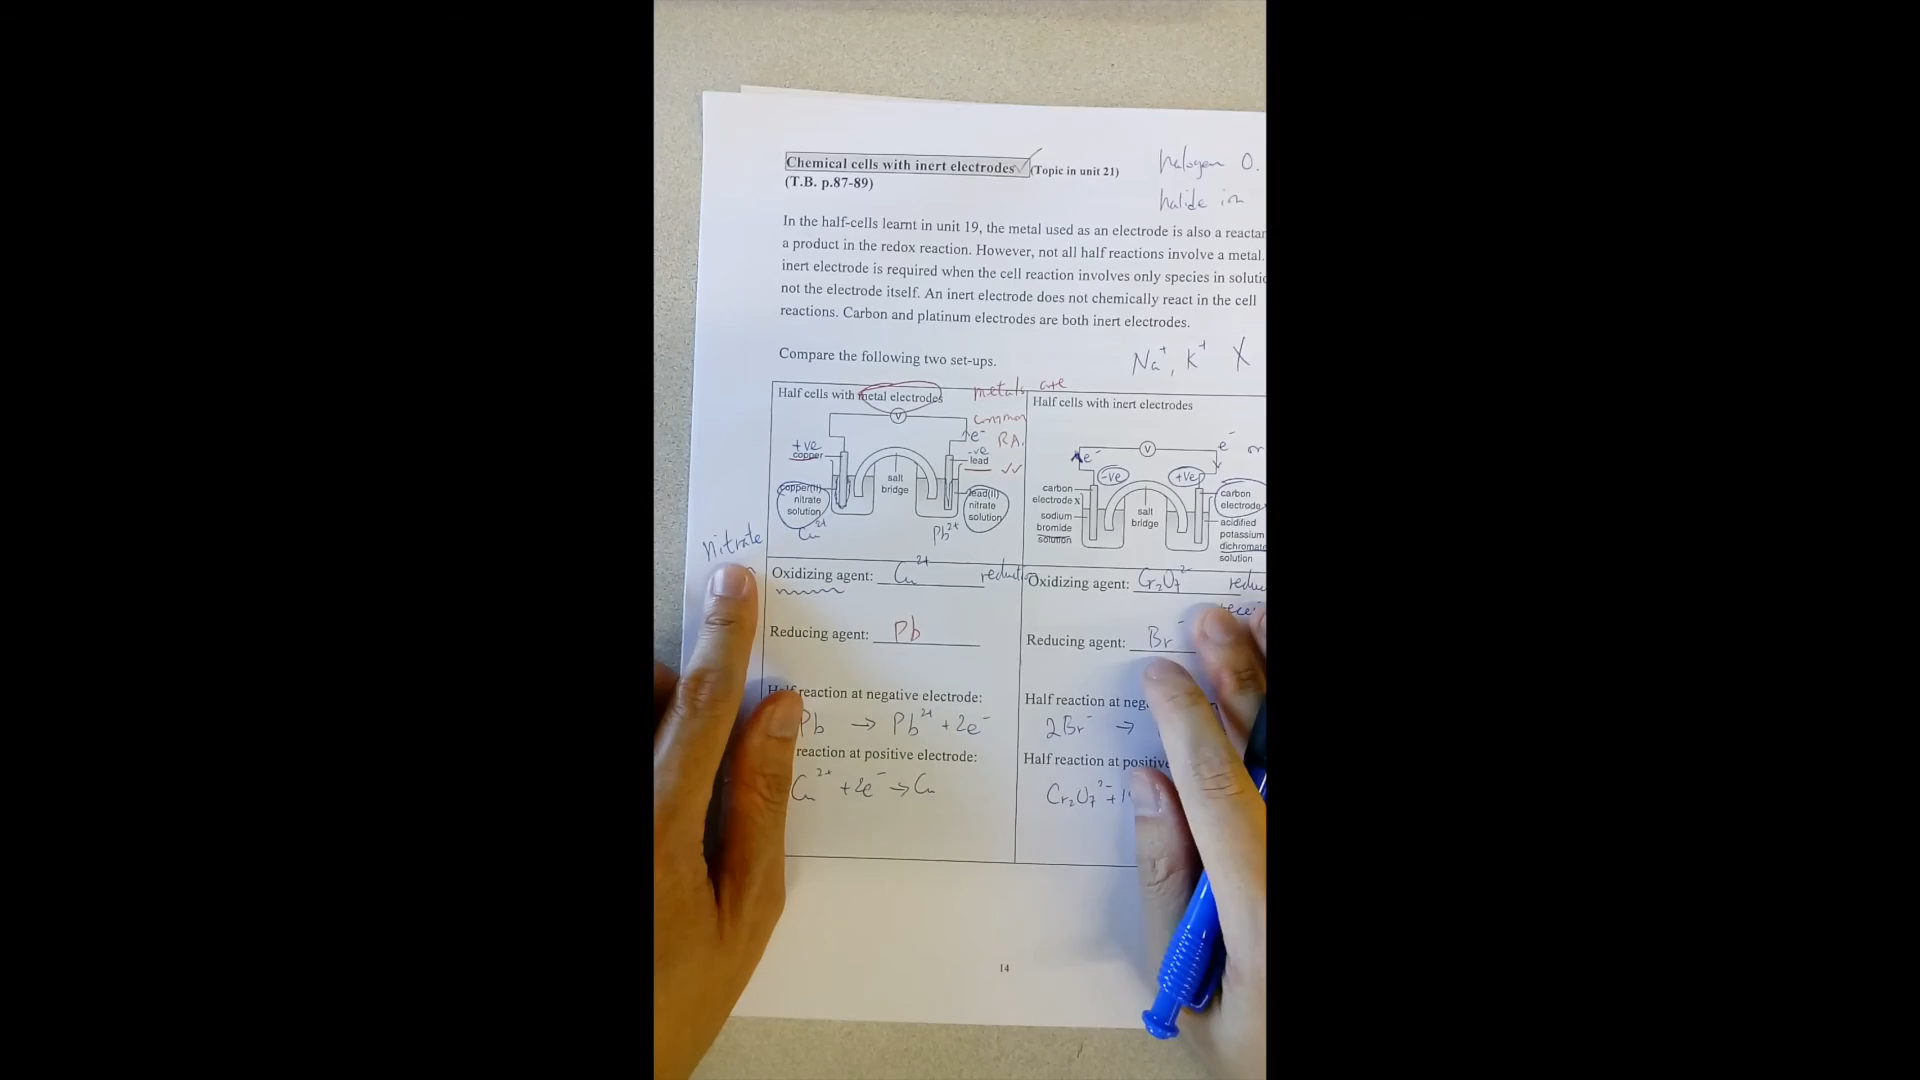 Chemical cells with inert electrodes (Topic in unit 21)
(T.B. p.87-89)
halogen O.
halide in
In the half-cells learnt in unit 19, the metal used as an electrode is also a reactan
a product in the redox reaction. However, not all half reactions involve a metal.
inert electrode is required when the cell reaction involves only species in solutio
not the electrode itself. An inert electrode does not chemically react in the cell
reactions. Carbon and platinum electrodes are both inert electrodes.
Na⁺, K⁺ X
Compare the following two set-ups.
Half cells with metal electrodes
metals are
common
RA.
V
e⁻
+ve
copper
-ve
lead
salt
bridge
copper(II)
nitrate
solution
lead(II)
nitrate
solution
Cu²⁺
Pb²⁺
nitrate
Oxidizing agent: Cu²⁺
Reducing agent: Pb
Half reaction at negative electrode:
Pb → Pb²⁺ + 2e⁻
reaction at positive electrode:
Cu²⁺ + 2e⁻ → Cu
Half cells with inert electrodes
V
e⁻
e⁻ or
-ve
+ve
carbon
electrode x
sodium
bromide
solution
salt
bridge
carbon
electrode
acidified
potassium
dichromate
solution
Oxidizing agent: Cr₂O₇²⁻
Reducing agent: Br⁻
Half reaction at neg
2Br⁻ →
Half reaction at positive
Cr₂O₇²⁻ + 1
14